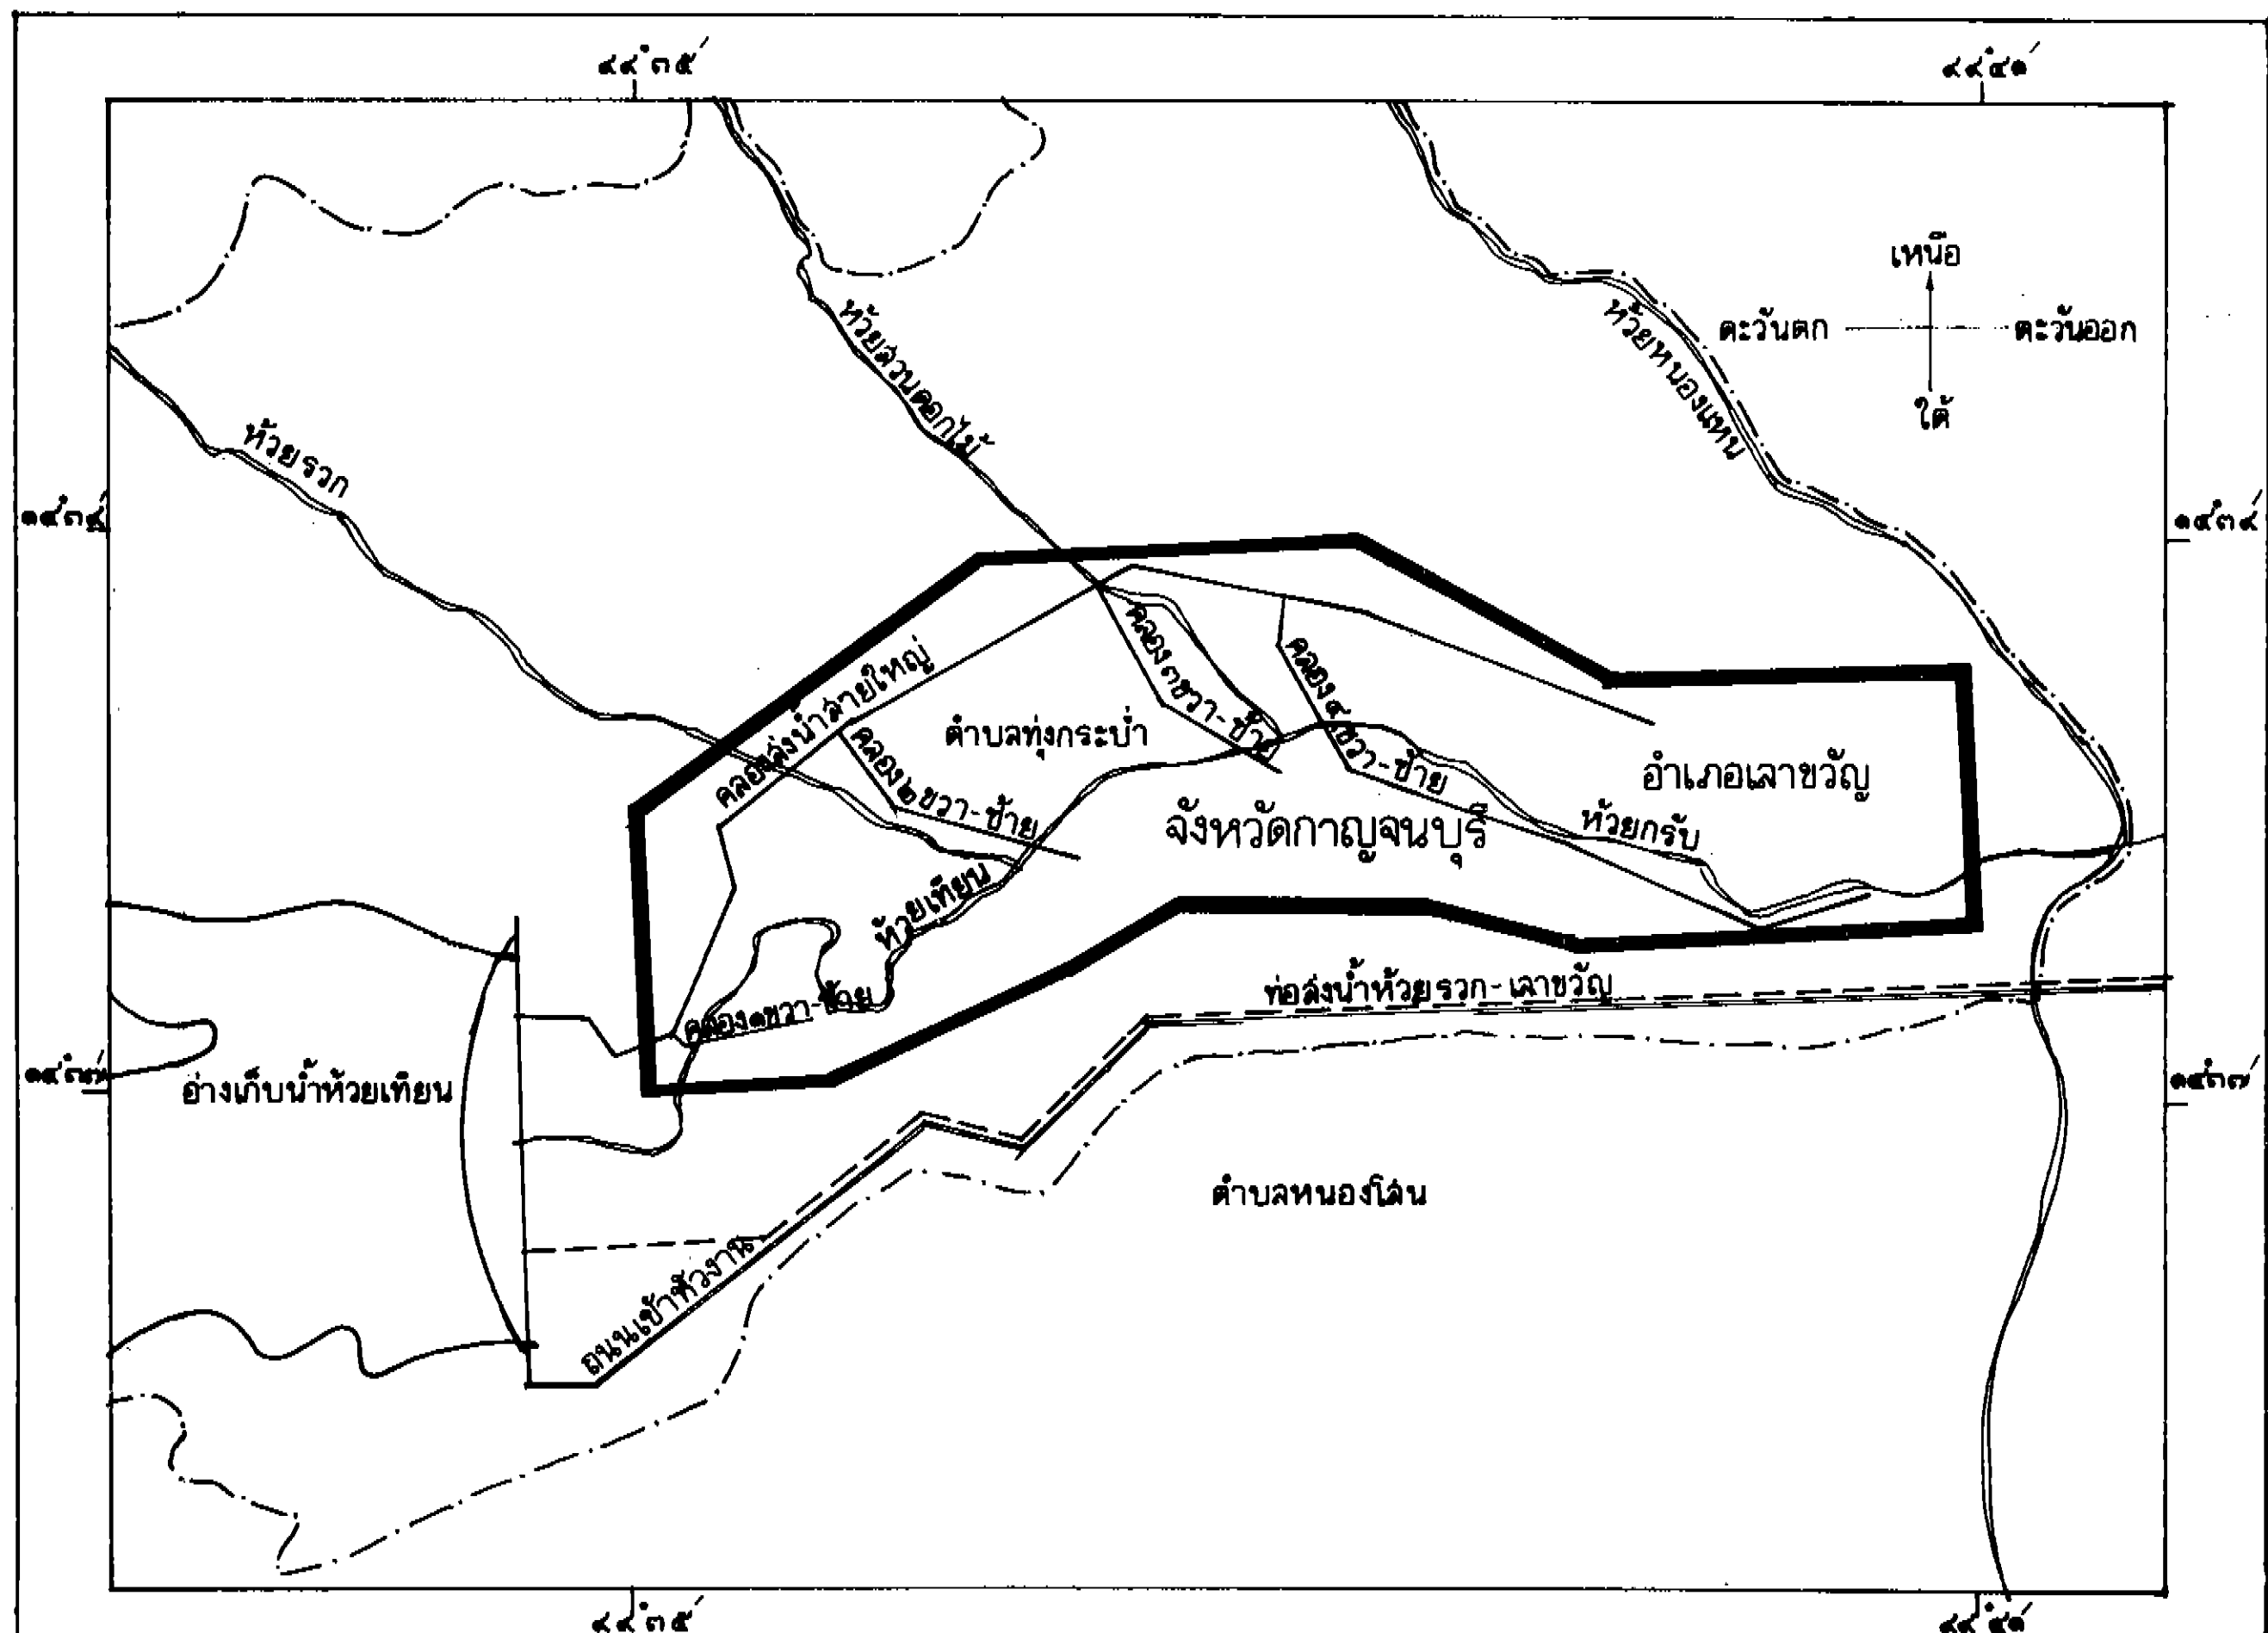 ๙๙°๓๕′
๙๙°๔๑′
เหนือ
ตะวันตก
ตะวันออก
ใต้
ห้วยสวนดอกไม้
ห้วยหนองแทน
ห้วยรวก
๑๔°๓๙′
๑๔°๓๙′
คลองส่งน้ำสายใหญ่
คลอง๓ขวา-ซ้าย
คลอง๔ขวา-ซ้าย
ตำบลทุ่งกระบ่ำ
คลอง๒ขวา-ซ้าย
อำเภอเลาขวัญ
จังหวัดกาญจนบุรี
ห้วยกรับ
ห้วยเทียน
คลอง๑ขวา-ซ้าย
ท่อส่งน้ำห้วยรวก-เลาขวัญ
๑๔°๓๗′
๑๔°๓๗′
อ่างเก็บน้ำห้วยเทียน
ตำบลหนองโสน
ถนนเข้าหัวงาน
๙๙°๓๕′
๙๙°๔๑′